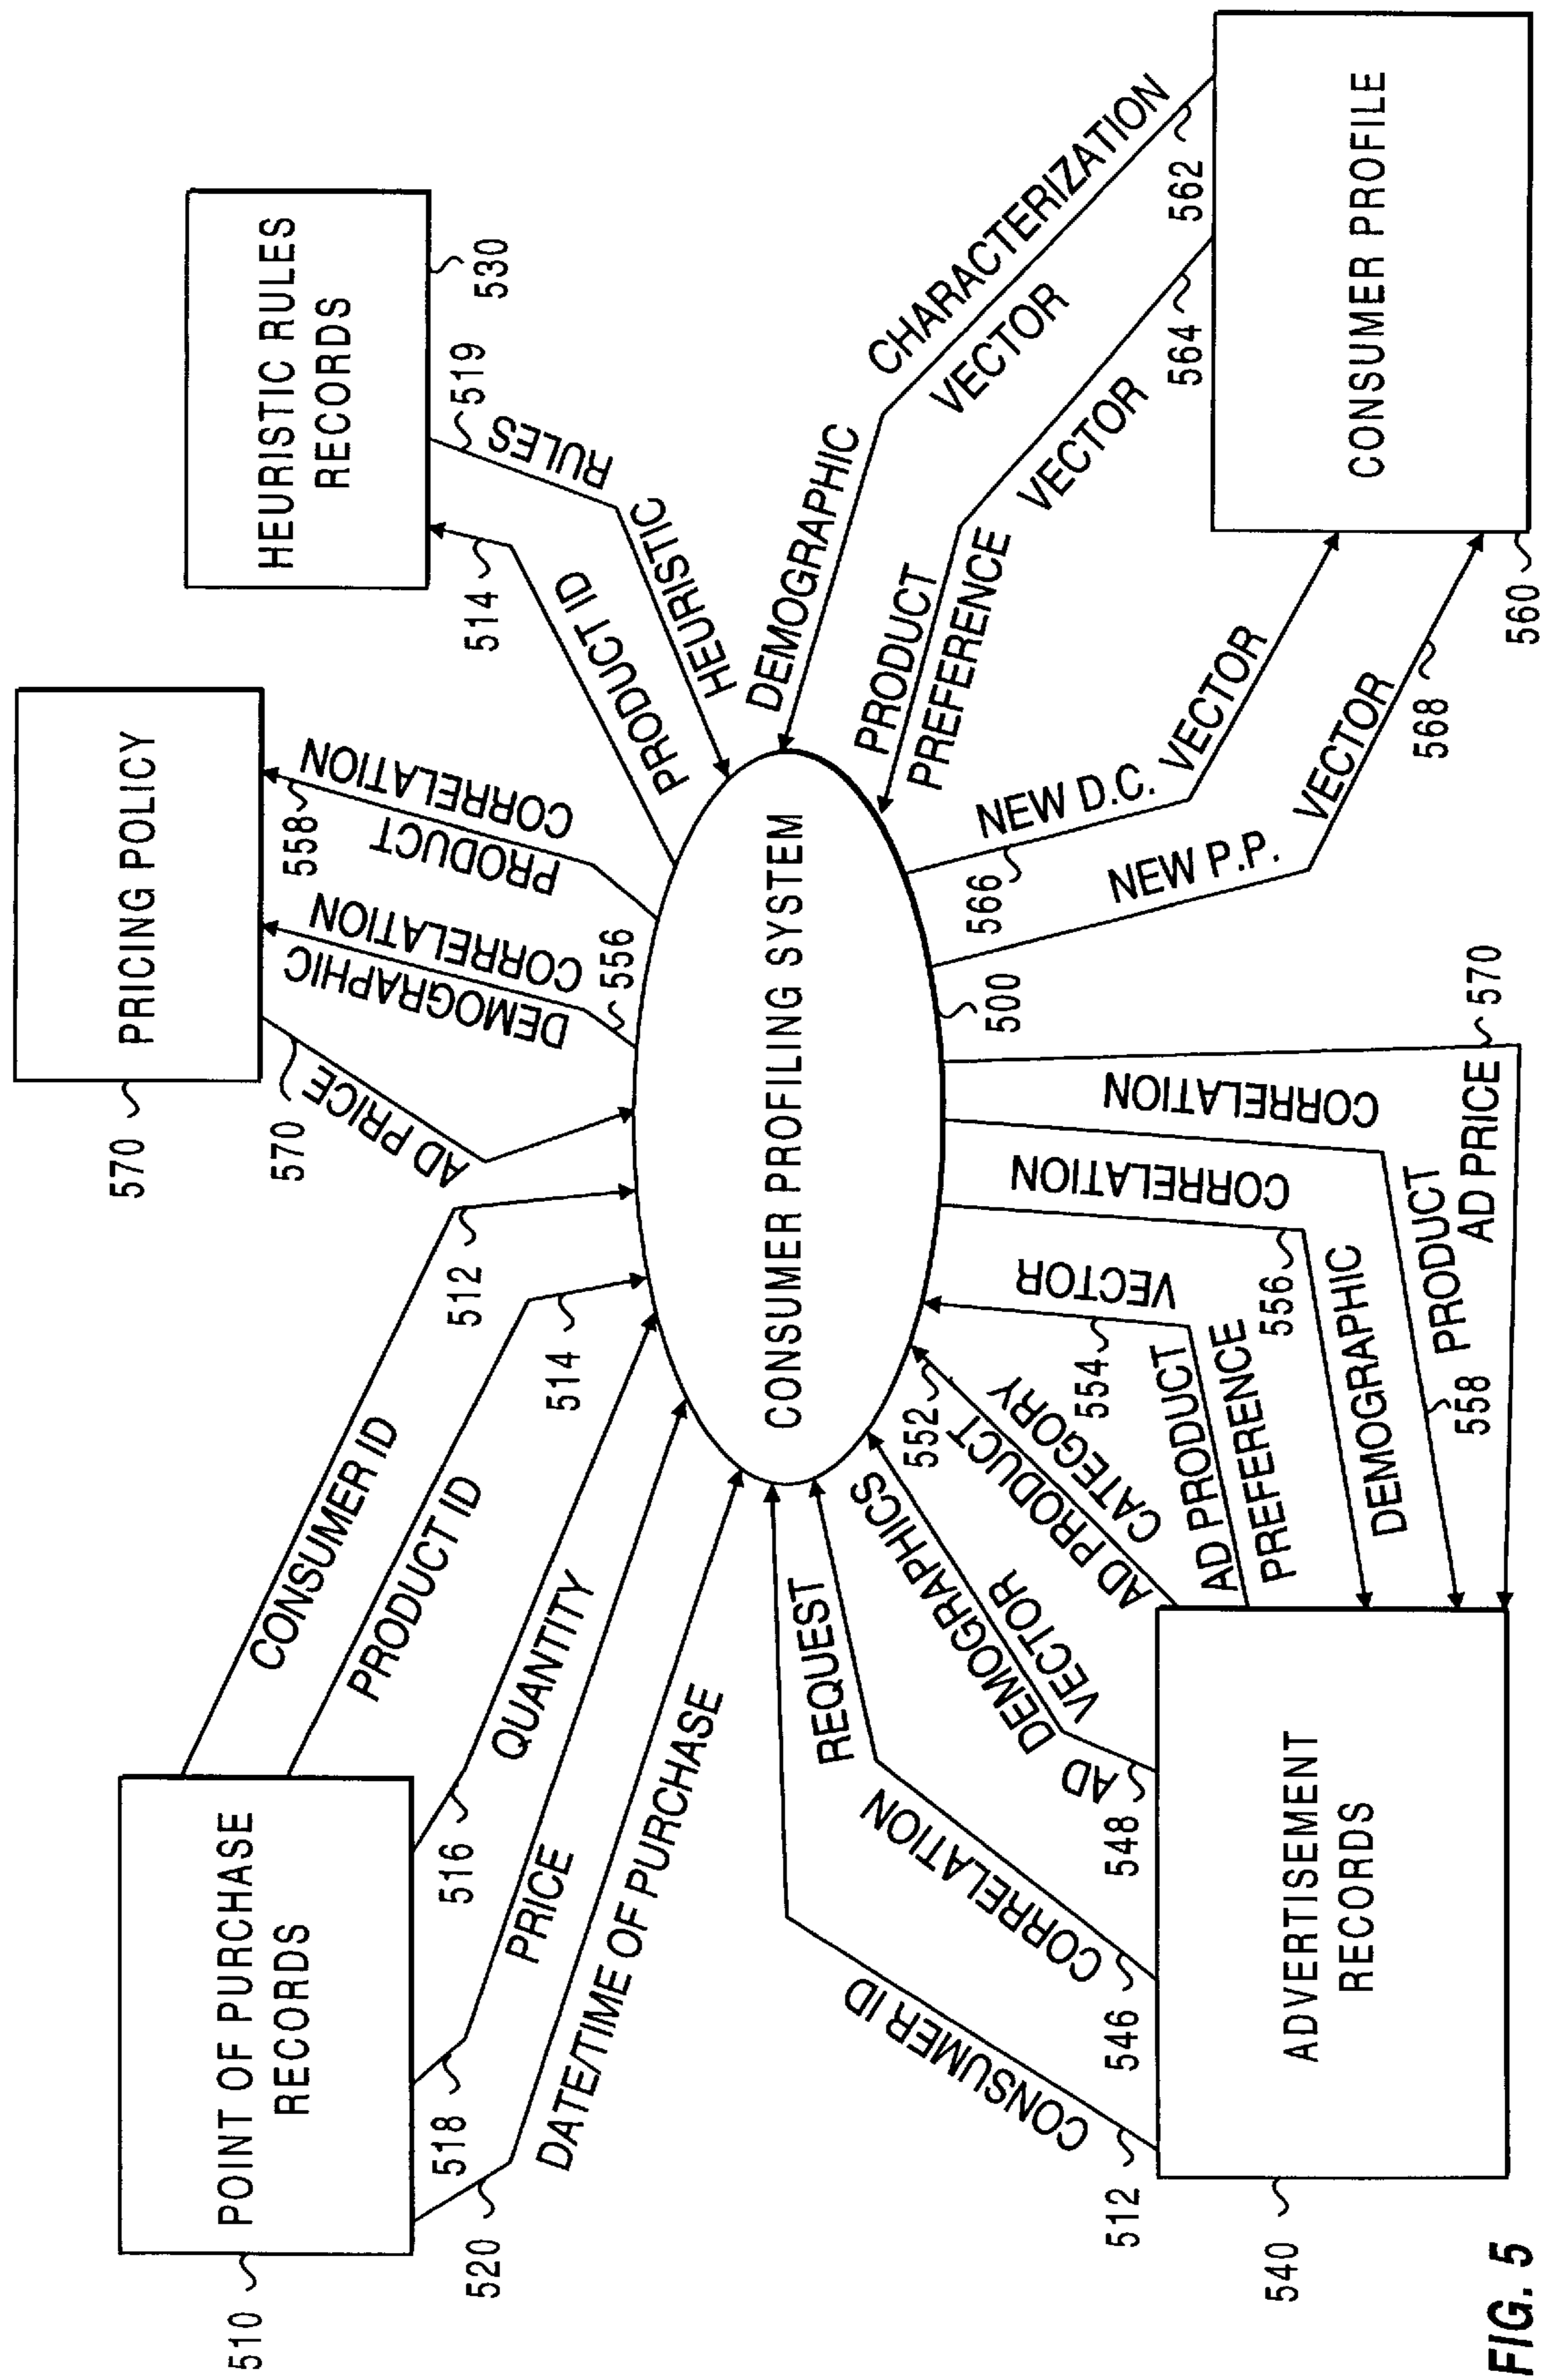 POINT OF PURCHASE
RECORDS
510
CONSUMER ID
512
PRODUCT ID
514
QUANTITY
516
PRICE
518
DATE/TIME OF PURCHASE
520
PRICING POLICY
570
AD PRICE
570
DEMOGRAPHIC
CORRELATION
556
PRODUCT
CORRELATION
558
HEURISTIC RULES
RECORDS
530
PRODUCT ID
514
HEURISTIC
RULES
519
CONSUMER PROFILING SYSTEM
500
DEMOGRAPHIC
CHARACTERIZATION
VECTOR
562
PRODUCT
PREFERENCE
VECTOR
564
NEW D.C.
VECTOR
566
NEW P.P.
VECTOR
568
CONSUMER PROFILE
560
CONSUMER ID
512
CORRELATION
REQUEST
546
AD
DEMOGRAPHICS
VECTOR
548
AD PRODUCT
CATEGORY
552
AD PRODUCT
PREFERENCE
VECTOR
554
CORRELATION
DEMOGRAPHIC
556
CORRELATION
PRODUCT
558
AD PRICE
570
ADVERTISEMENT
RECORDS
540
FIG. 5